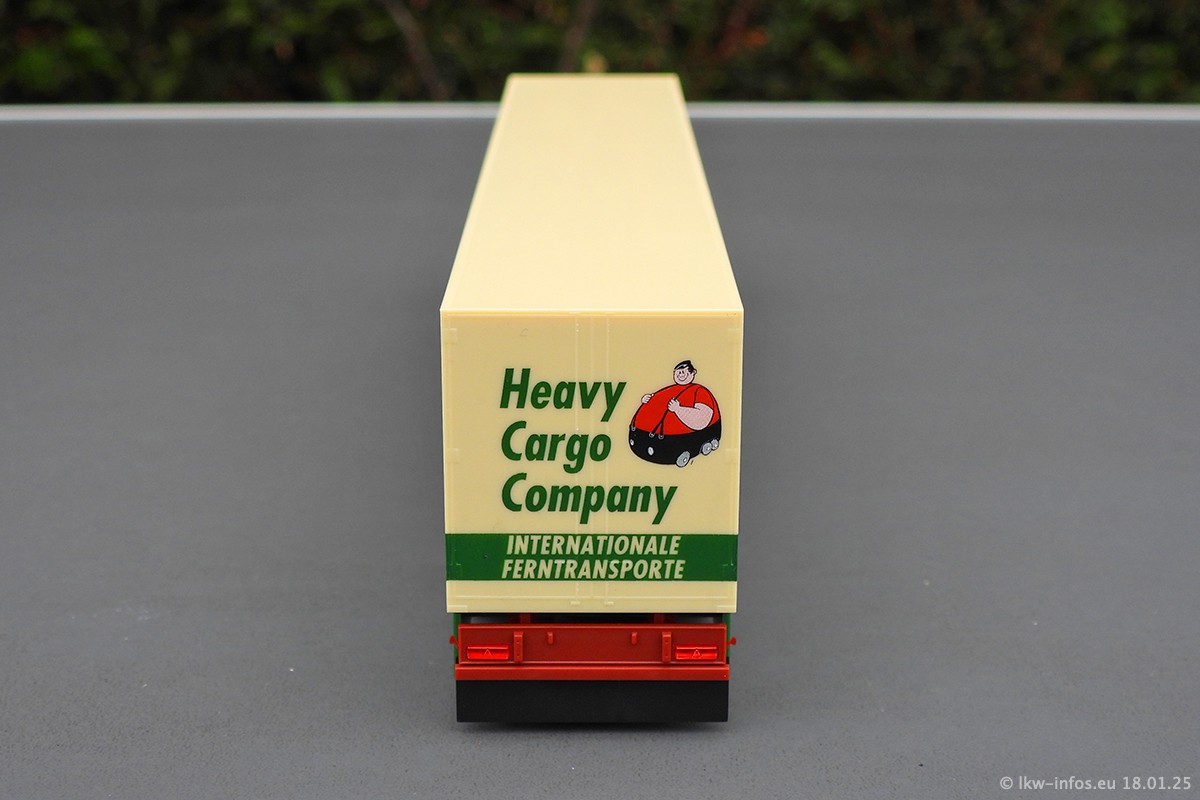 Heavy
Cargo
Company
INTERNATIONALE
FERNTRANSPORTE
© lkw-infos.eu 18.01.25